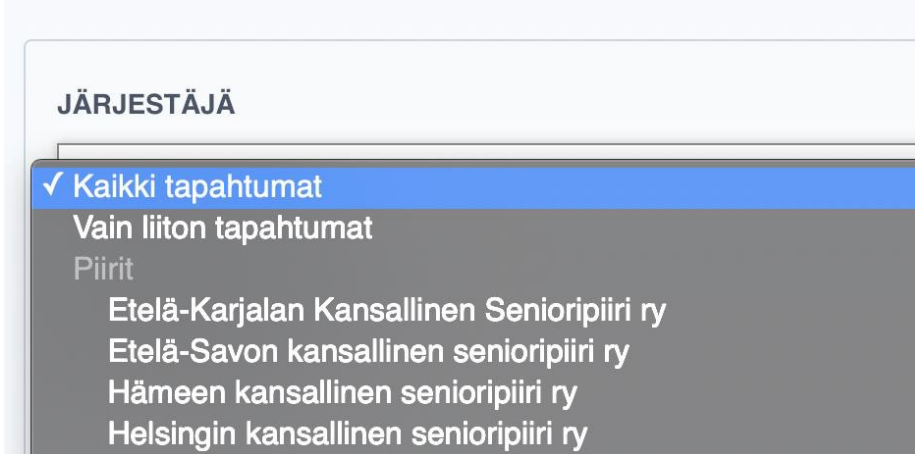 JÄRJESTÄJÄ
✓ Kaikki tapahtumat
Vain liiton tapahtumat
Piirit
Etelä-Karjalan Kansallinen Senioripiiri ry
Etelä-Savon kansallinen senioripiiri ry
Hämeen kansallinen senioripiiri ry
Helsingin kansallinen senioripiiri ry